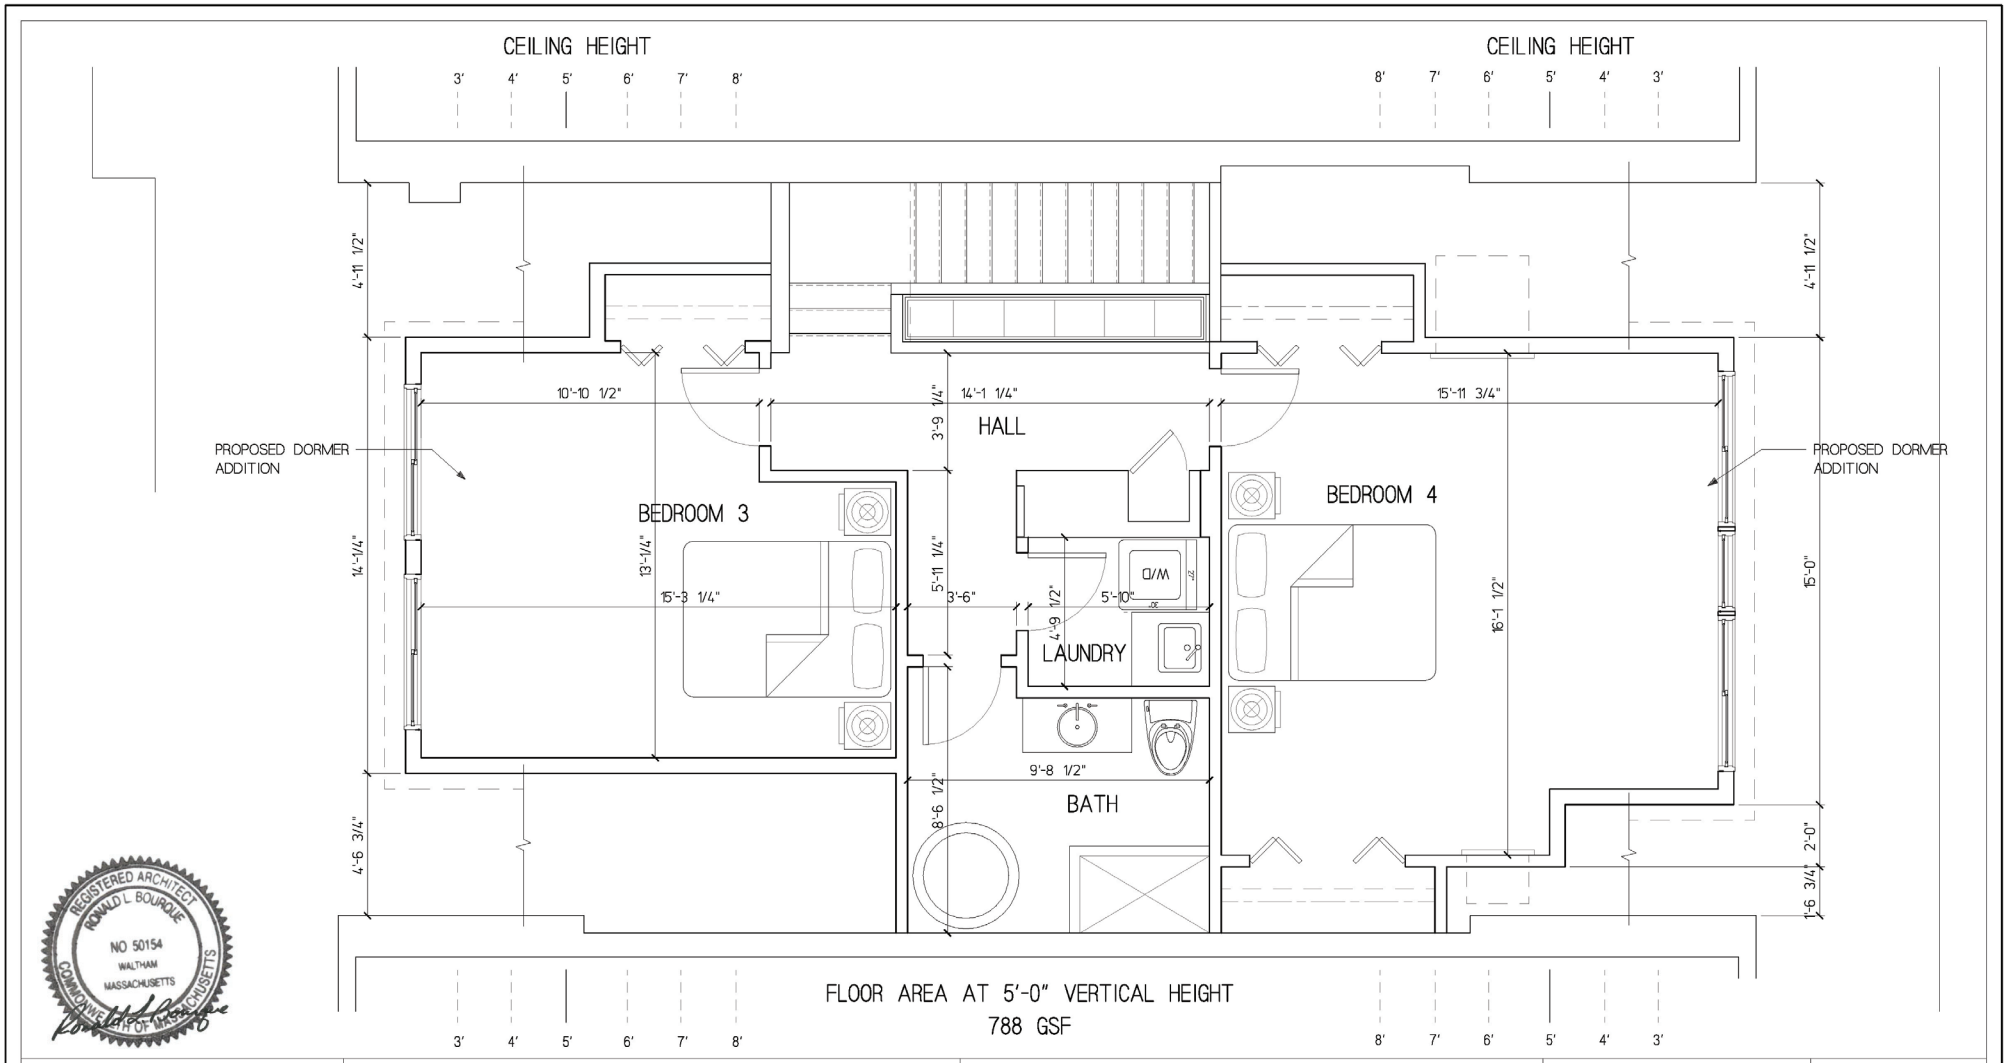 CEILING HEIGHT
3' 4' 5' 6' 7' 8'
CEILING HEIGHT
8' 7' 6' 5' 4' 3'
4'-11 1/2"
4'-11 1/2"
10'-10 1/2"
14'-1 1/4"
15'-11 3/4"
3'-9 1/4"
HALL
PROPOSED DORMER
ADDITION
PROPOSED DORMER
ADDITION
BEDROOM 3
BEDROOM 4
14'-1/4"
13'-1/4"
5'-11 1/4"
W/D
27"
30"
15'-0"
15'-3 1/4"
3'-6"
4'-9 1/2"
5'-10"
16'-1 1/2"
LAUNDRY
9'-8 1/2"
BATH
8'-6 1/2"
4'-6 3/4"
2'-0"
1'-6 3/4"
REGISTERED ARCHITECT
RONALD L. BOURQUE
NO 50154
WALTHAM
MASSACHUSETTS
COMMONWEALTH OF MASSACHUSETTS
Ronald L. Bourque
FLOOR AREA AT 5'-0" VERTICAL HEIGHT
788 GSF
3' 4' 5' 6' 7' 8'
8' 7' 6' 5' 4' 3'